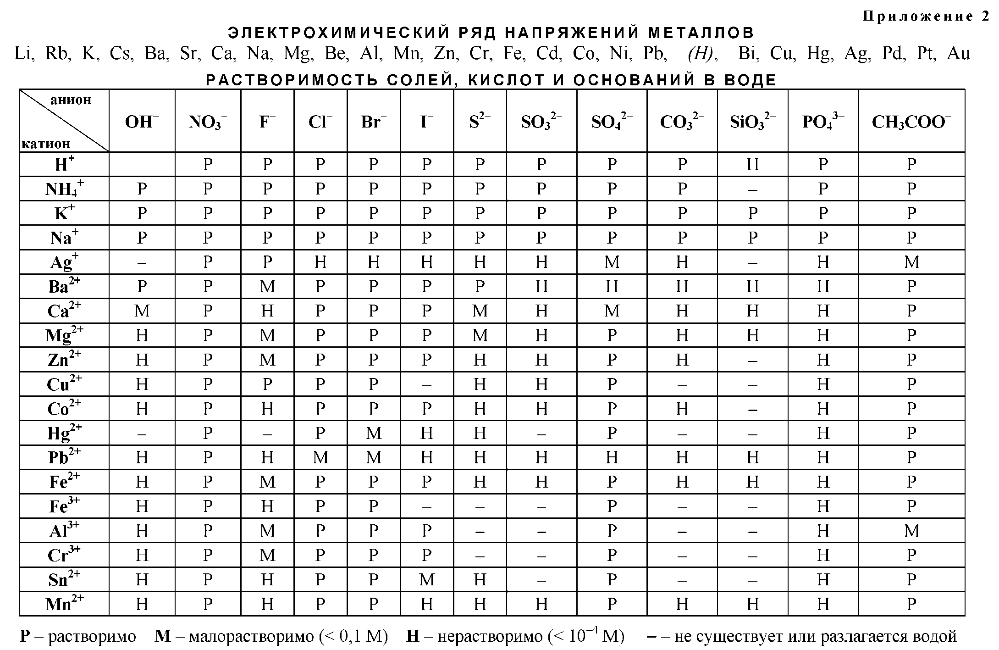 Приложение 2
ЭЛЕКТРОХИМИЧЕСКИЙ РЯД НАПРЯЖЕНИЙ МЕТАЛЛОВ
Li, Rb, K, Cs, Ba, Sr, Ca, Na, Mg, Be, Al, Mn, Zn, Cr, Fe, Cd, Co, Ni, Pb, (H), Bi, Cu, Hg, Ag, Pd, Pt, Au
РАСТВОРИМОСТЬ СОЛЕЙ, КИСЛОТ И ОСНОВАНИЙ В ВОДЕ
анион
катион OH⁻ NO₃⁻ F⁻ Cl⁻ Br⁻ I⁻ S²⁻ SO₃²⁻ SO₄²⁻ CO₃²⁻ SiO₃²⁻ PO₄³⁻ CH₃COO⁻
H⁺ Р Р Р Р Р Р Р Р Р Н Р Р
NH₄⁺ Р Р Р Р Р Р Р Р Р Р – Р Р
K⁺ Р Р Р Р Р Р Р Р Р Р Р Р Р
Na⁺ Р Р Р Р Р Р Р Р Р Р Р Р Р
Ag⁺ – Р Р Н Н Н Н Н М Н – Н М
Ba²⁺ Р Р М Р Р Р Р Н Н Н Н Н Р
Ca²⁺ М Р Н Р Р Р М Н М Н Н Н Р
Mg²⁺ Н Р М Р Р Р М Н Р Н Н Н Р
Zn²⁺ Н Р М Р Р Р Н Н Р Н – Н Р
Cu²⁺ Н Р Р Р Р – Н Н Р – – Н Р
Co²⁺ Н Р Н Р Р Р Н Н Р Н – Н Р
Hg²⁺ – Р – Р М Н Н – Р – – Н Р
Pb²⁺ Н Р Н М М Н Н Н Н Н Н Н Р
Fe²⁺ Н Р М Р Р Р Н Н Р Н Н Н Р
Fe³⁺ Н Р Н Р Р – – – Р – – Н Р
Al³⁺ Н Р М Р Р Р – – Р – – Н М
Cr³⁺ Н Р М Р Р Р – – Р – – Н Р
Sn²⁺ Н Р Н Р Р М Н – Р – – Н Р
Mn²⁺ Н Р Н Р Р Н Н Н Р Н Н Н Р
Р – растворимо М – малорастворимо (< 0,1 М) Н – нерастворимо (< 10⁻⁴ М) – – не существует или разлагается водой